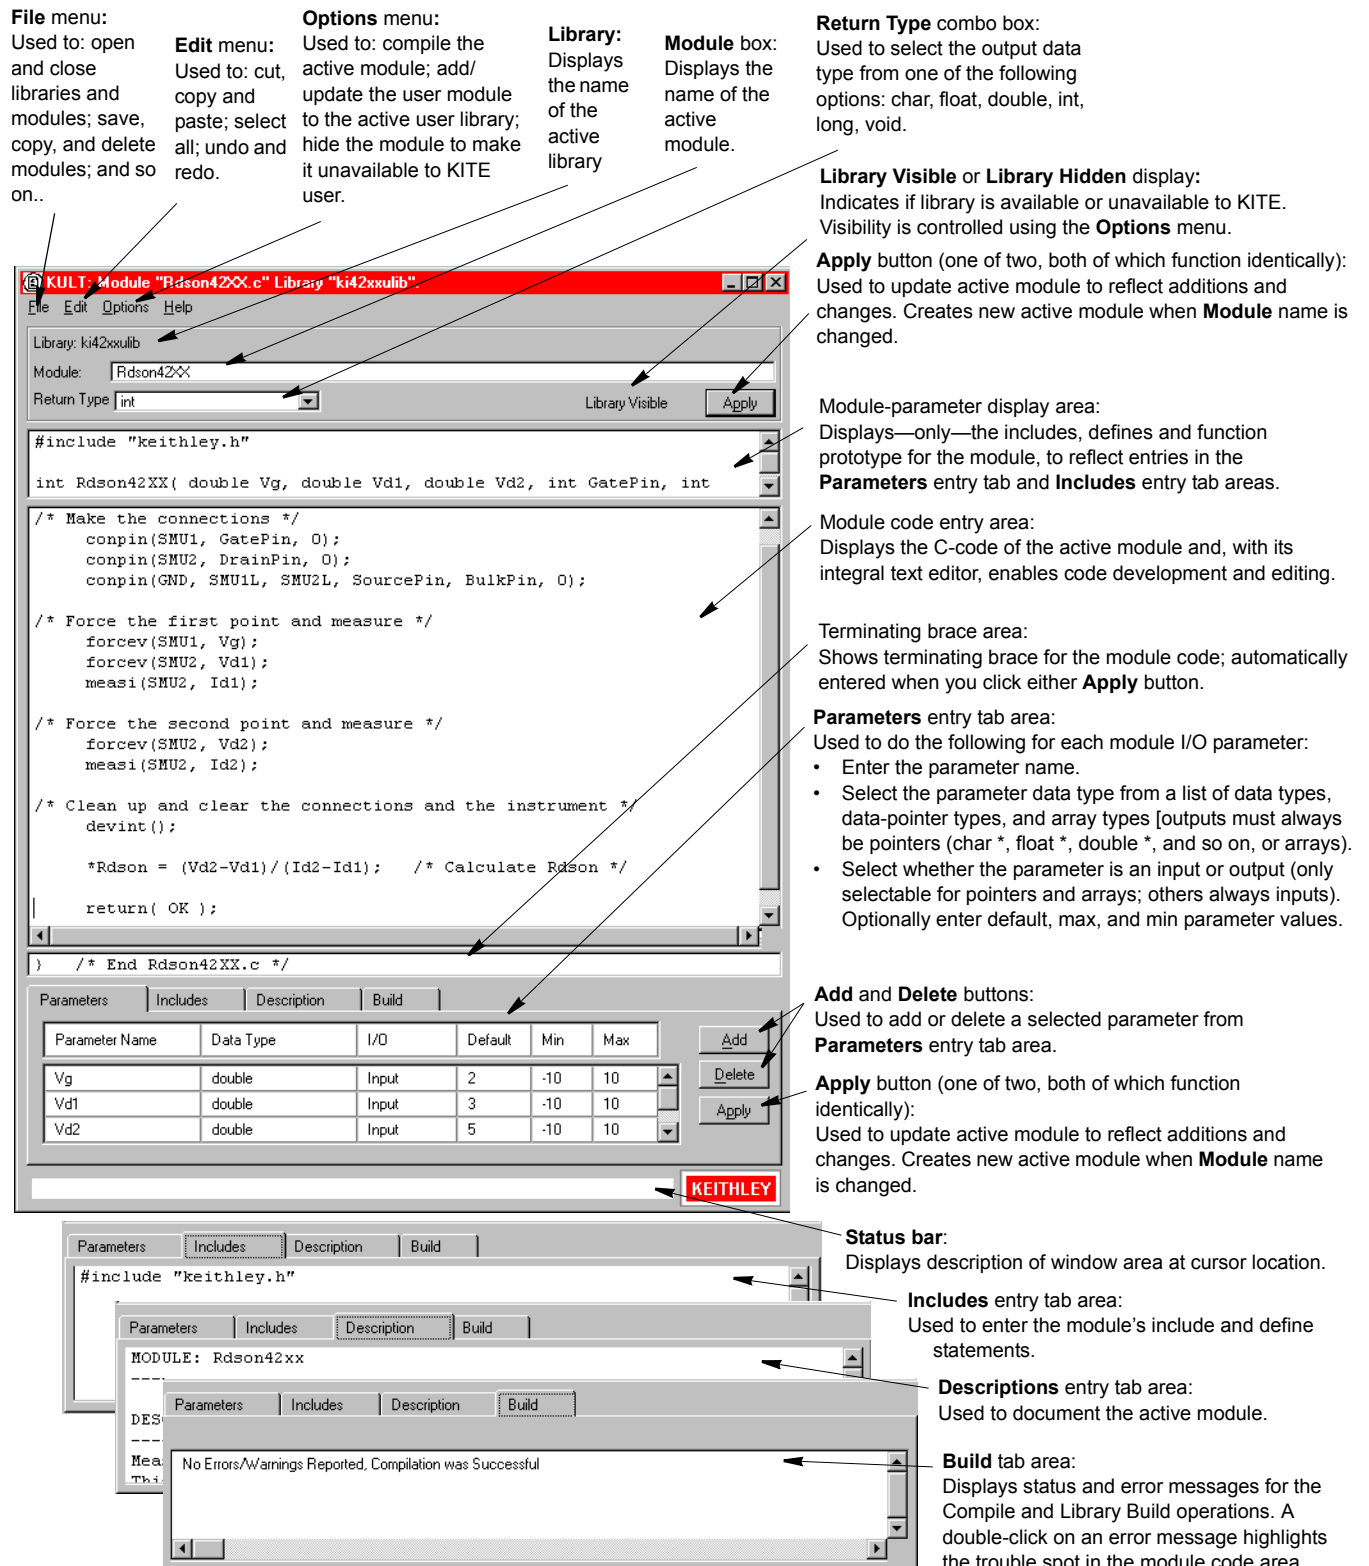 File menu:
Used to: open
and close
libraries and
modules; save,
copy, and delete
modules; and so
on..
Edit menu:
Used to: cut,
copy and
paste; select
all; undo and
redo.
Options menu:
Used to: compile the
active module; add/
update the user module
to the active user library;
hide the module to make
it unavailable to KITE
user.
Library:
Displays
the name
of the
active
library
Module box:
Displays the
name of the
active
module.
Return Type combo box:
Used to select the output data
type from one of the following
options: char, float, double, int,
long, void.
Library Visible or Library Hidden display:
Indicates if library is available or unavailable to KITE.
Visibility is controlled using the Options menu.
Apply button (one of two, both of which function identically):
Used to update active module to reflect additions and
changes. Creates new active module when Module name is
changed.
Module-parameter display area:
Displays—only—the includes, defines and function
prototype for the module, to reflect entries in the
Parameters entry tab and Includes entry tab areas.
Module code entry area:
Displays the C-code of the active module and, with its
integral text editor, enables code development and editing.
Terminating brace area:
Shows terminating brace for the module code; automatically
entered when you click either Apply button.
Parameters entry tab area:
Used to do the following for each module I/O parameter:
• Enter the parameter name.
• Select the parameter data type from a list of data types,
data-pointer types, and array types [outputs must always
be pointers (char *, float *, double *, and so on, or arrays).
• Select whether the parameter is an input or output (only
selectable for pointers and arrays; others always inputs).
Optionally enter default, max, and min parameter values.
Add and Delete buttons:
Used to add or delete a selected parameter from
Parameters entry tab area.
Apply button (one of two, both of which function
identically):
Used to update active module to reflect additions and
changes. Creates new active module when Module name
is changed.
Status bar:
Displays description of window area at cursor location.
Includes entry tab area:
Used to enter the module's include and define
statements.
Descriptions entry tab area:
Used to document the active module.
Build tab area:
Displays status and error messages for the
Compile and Library Build operations. A
double-click on an error message highlights
the trouble spot in the module code area.
KULT: Module "Rdson42XX.c" Library "ki42xxulib".
File Edit Options Help
Library: ki42xxulib
Module: Rdson42XX
Return Type int Library Visible Apply
#include "keithley.h"
int Rdson42XX( double Vg, double Vd1, double Vd2, int GatePin, int
/* Make the connections */
conpin(SMU1, GatePin, 0);
conpin(SMU2, DrainPin, 0);
conpin(GND, SMU1L, SMU2L, SourcePin, BulkPin, 0);
/* Force the first point and measure */
forcev(SMU1, Vg);
forcev(SMU2, Vd1);
measi(SMU2, Id1);
/* Force the second point and measure */
forcev(SMU2, Vd2);
measi(SMU2, Id2);
/* Clean up and clear the connections and the instrument */
devint();
*Rdson = (Vd2-Vd1)/(Id2-Id1); /* Calculate Rdson */
return( OK );
} /* End Rdson42XX.c */
Parameters Includes Description Build
Parameter Name Data Type I/O Default Min Max Add
Vg double Input 2 -10 10 Delete
Vd1 double Input 3 -10 10 Apply
Vd2 double Input 5 -10 10
KEITHLEY
Parameters Includes Description Build
#include "keithley.h"
Parameters Includes Description Build
MODULE: Rdson42xx
----
DES
----
Mea
Thi
Parameters Includes Description Build
No Errors/Warnings Reported, Compilation was Successful